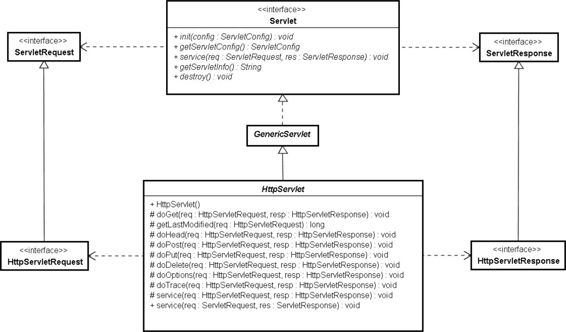 <<interface>>
Servlet
+ init(config : ServletConfig) : void
+ getServletConfig() : ServletConfig
+ service(req : ServletRequest, res : ServletResponse) : void
+ getServletInfo() : String
+ destroy() : void
<<interface>>
ServletRequest
<<interface>>
ServletResponse
GenericServlet
HttpServlet
+ HttpServlet()
# doGet(req : HttpServletRequest, resp : HttpServletResponse) : void
# getLastModified(req : HttpServletRequest) : long
# doHead(req : HttpServletRequest, resp : HttpServletResponse) : void
# doPost(req : HttpServletRequest, resp : HttpServletResponse) : void
# doPut(req : HttpServletRequest, resp : HttpServletResponse) : void
# doDelete(req : HttpServletRequest, resp : HttpServletResponse) : void
# doOptions(req : HttpServletRequest, resp : HttpServletResponse) : void
# doTrace(req : HttpServletRequest, resp : HttpServletResponse) : void
# service(req : HttpServletRequest, resp : HttpServletResponse) : void
+ service(req : ServletRequest, res : ServletResponse) : void
<<interface>>
HttpServletRequest
<<interface>>
HttpServletResponse